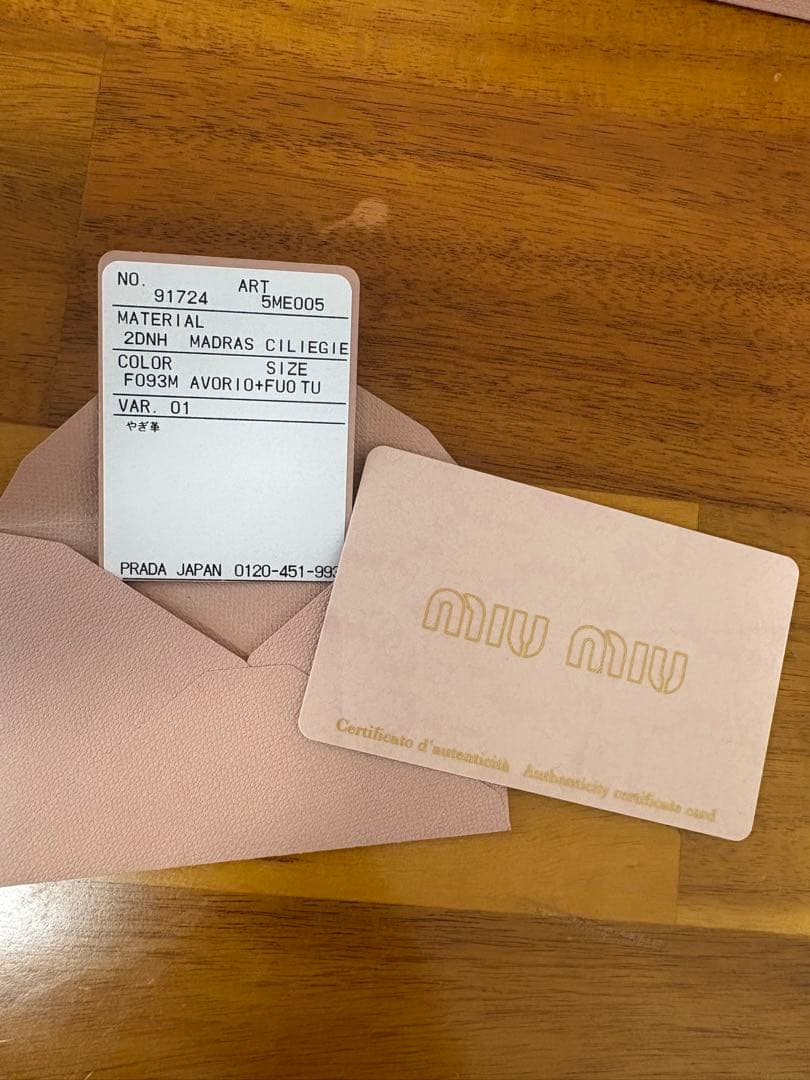 NO. ART
91724 5ME005
MATERIAL
2DNH MADRAS CILIEGIE
COLOR SIZE
F093M AVORIO+FUO TU
VAR. 01
やぎ革
PRADA JAPAN 0120-451-993
MIU MIU
Certificato d'autenticità Authenticity certificate card